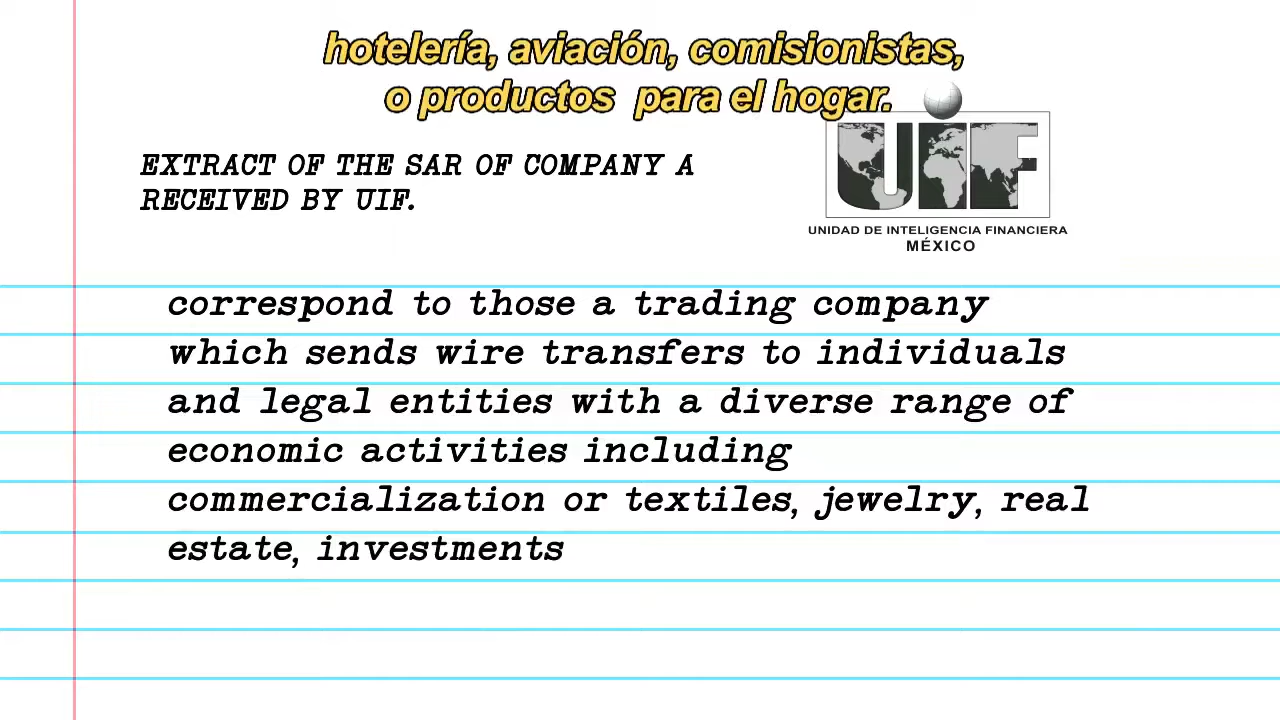 hotelería, aviación, comisionistas,
o productos para el hogar.
EXTRACT OF THE SAR OF COMPANY A
RECEIVED BY UIF.
UIF
UNIDAD DE INTELIGENCIA FINANCIERA
MÉXICO
correspond to those a trading company
which sends wire transfers to individuals
and legal entities with a diverse range of
economic activities including
commercialization or textiles, jewelry, real
estate, investments